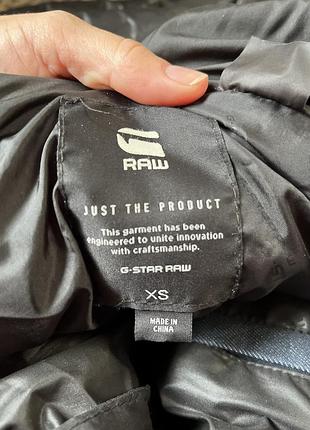 RAW
JUST THE PRODUCT
This garment has been
engineered to unite innovation
with craftsmanship.
G-STAR RAW
XS
MADE IN
CHINA